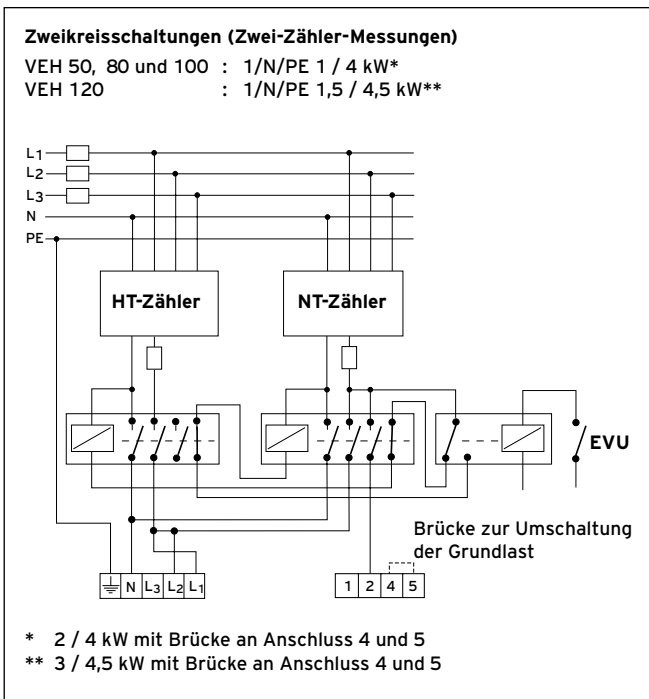 Zweikreisschaltungen (Zwei-Zähler-Messungen)
VEH 50, 80 und 100 : 1/N/PE 1 / 4 kW*
VEH 120 : 1/N/PE 1,5 / 4,5 kW**
L1
L2
L3
N
PE
HT-Zähler
NT-Zähler
EVU
Brücke zur Umschaltung
der Grundlast
N L3 L2 L1
1 2 4 5
* 2 / 4 kW mit Brücke an Anschluss 4 und 5
** 3 / 4,5 kW mit Brücke an Anschluss 4 und 5